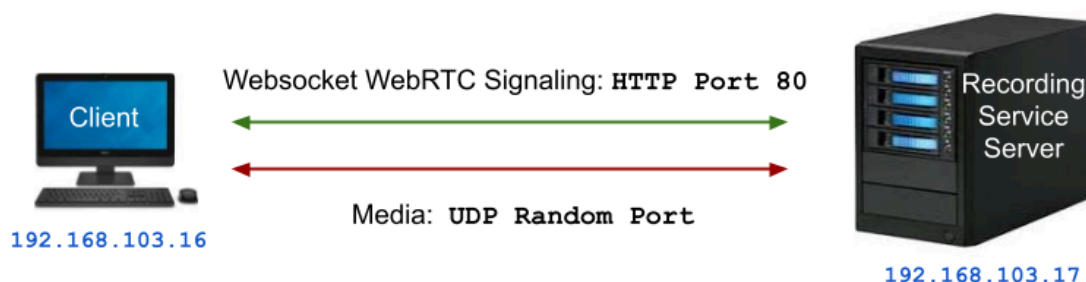 Websocket WebRTC Signaling: HTTP Port 80
Client
Recording
Service
Server
Media: UDP Random Port
192.168.103.16
192.168.103.17